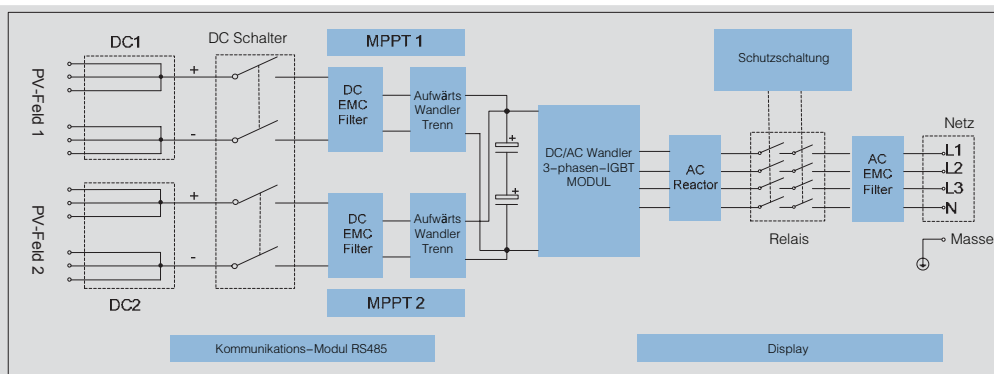 DC1
DC Schalter
MPPT 1
Schutzschaltung
PV-Feld 1
+
-
DC
EMC
Filter
Aufwärts
Wandler
Trenn
+
+
DC/AC Wandler
3-phasen-IGBT
MODUL
AC
Reactor
Relais
AC
EMC
Filter
Netz
L1
L2
L3
N
Masse
PV-Feld 2
+
-
DC
EMC
Filter
Aufwärts
Wandler
Trenn
DC2
MPPT 2
Kommunikations-Modul RS485
Display